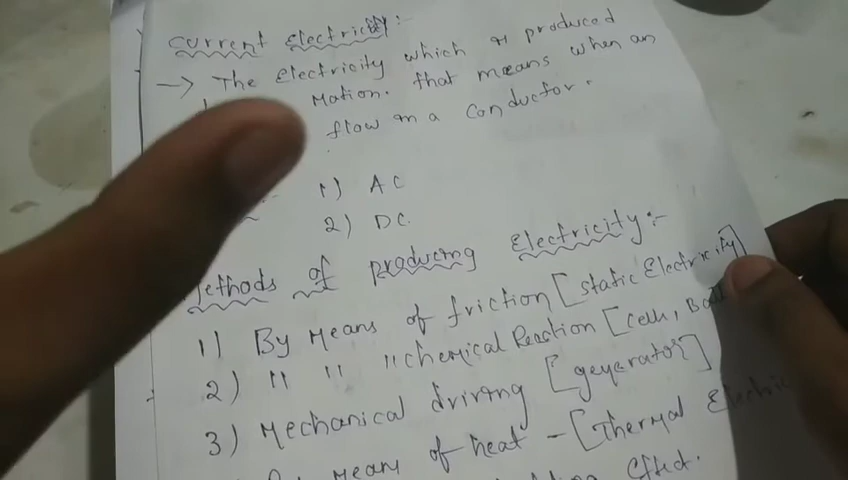 Current Electricity:-
→ The Electricity which is produced
Mation. that means when an
flow in a conductor.
1) AC
2) DC.
Methods of producing Electricity:-
1) By Means of friction [static Electricity]
2) " " " chemical Reaction [cells,
3) Mechanical driving [generator]
Means of heat - [Thermal
Effect.